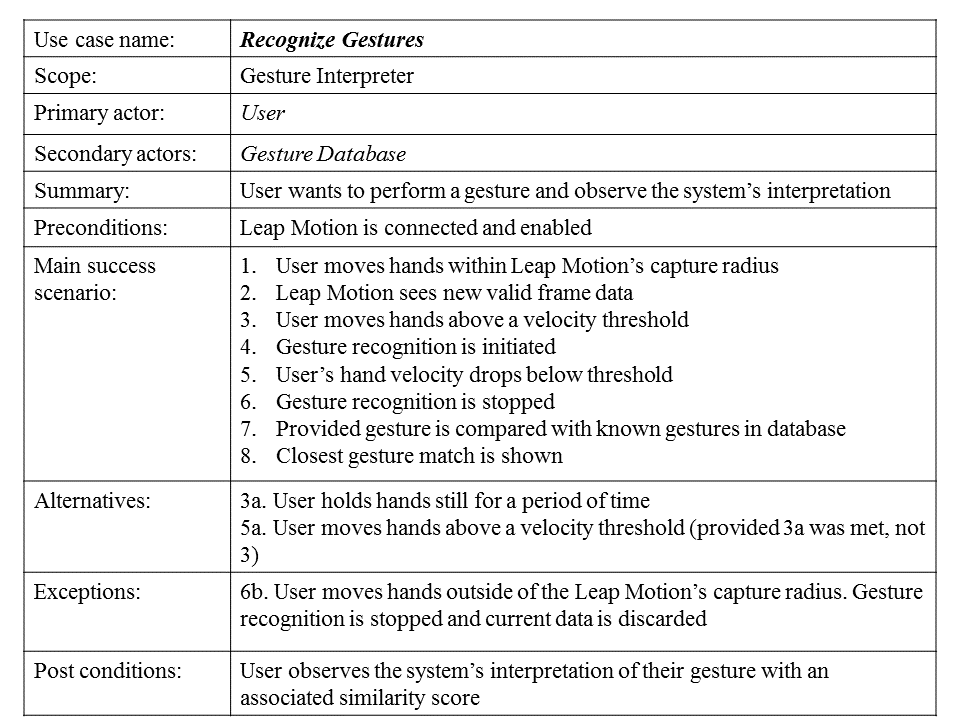 Use case name: Recognize Gestures
Scope: Gesture Interpreter
Primary actor: User
Secondary actors: Gesture Database
Summary: User wants to perform a gesture and observe the system’s interpretation
Preconditions: Leap Motion is connected and enabled
Main success scenario:
1. User moves hands within Leap Motion’s capture radius
2. Leap Motion sees new valid frame data
3. User moves hands above a velocity threshold
4. Gesture recognition is initiated
5. User’s hand velocity drops below threshold
6. Gesture recognition is stopped
7. Provided gesture is compared with known gestures in database
8. Closest gesture match is shown
Alternatives: 3a. User holds hands still for a period of time
5a. User moves hands above a velocity threshold (provided 3a was met, not
3)
Exceptions: 6b. User moves hands outside of the Leap Motion’s capture radius. Gesture
recognition is stopped and current data is discarded
Post conditions: User observes the system’s interpretation of their gesture with an
associated similarity score